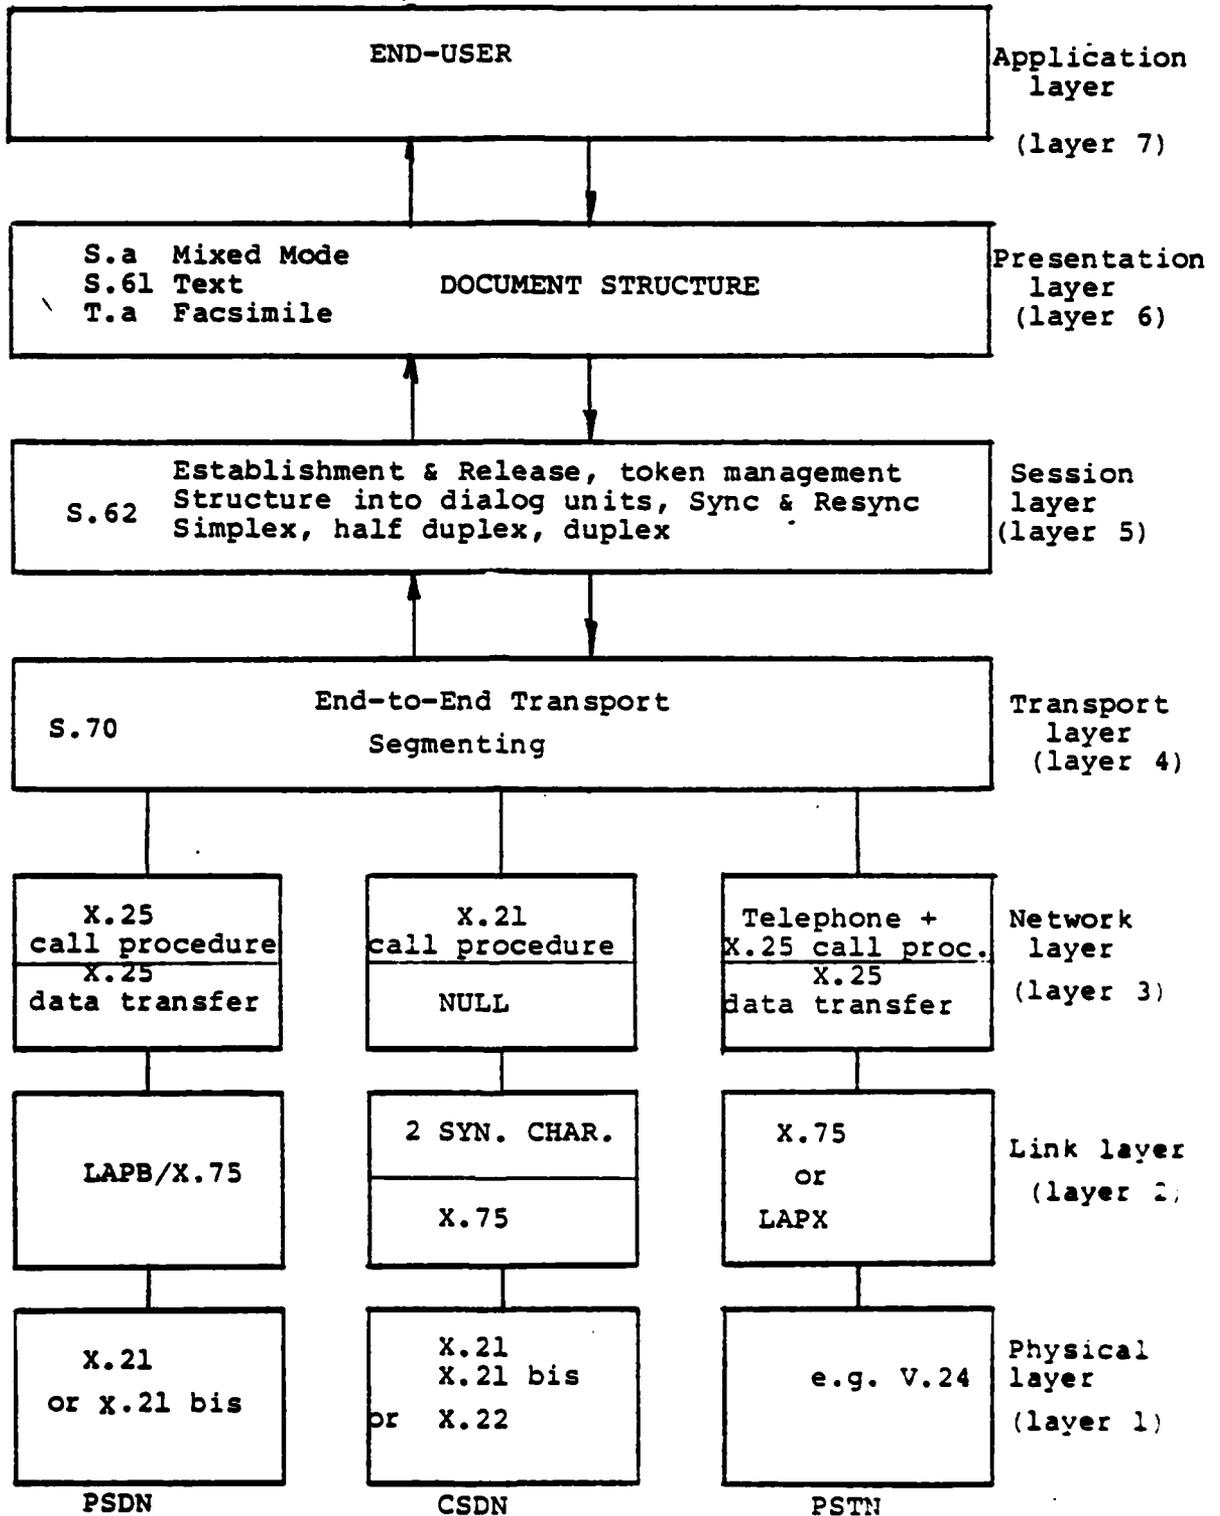 END-USER
Application
layer
(layer 7)
S.a Mixed Mode
S.61 Text
T.a Facsimile
DOCUMENT STRUCTURE
Presentation
layer
(layer 6)
S.62
Establishment & Release, token management
Structure into dialog units, Sync & Resync
Simplex, half duplex, duplex
Session
layer
(layer 5)
S.70
End-to-End Transport
Segmenting
Transport
layer
(layer 4)
X.25
call procedure
X.25
data transfer
X.21
call procedure
NULL
Telephone +
X.25 call proc.
X.25
data transfer
Network
layer
(layer 3)
LAPB/X.75
2 SYN. CHAR.
X.75
X.75
or
LAPX
Link layer
(layer 2)
X.21
or X.21 bis
X.21
X.21 bis
or X.22
e.g. V.24
Physical
layer
(layer 1)
PSDN
CSDN
PSTN